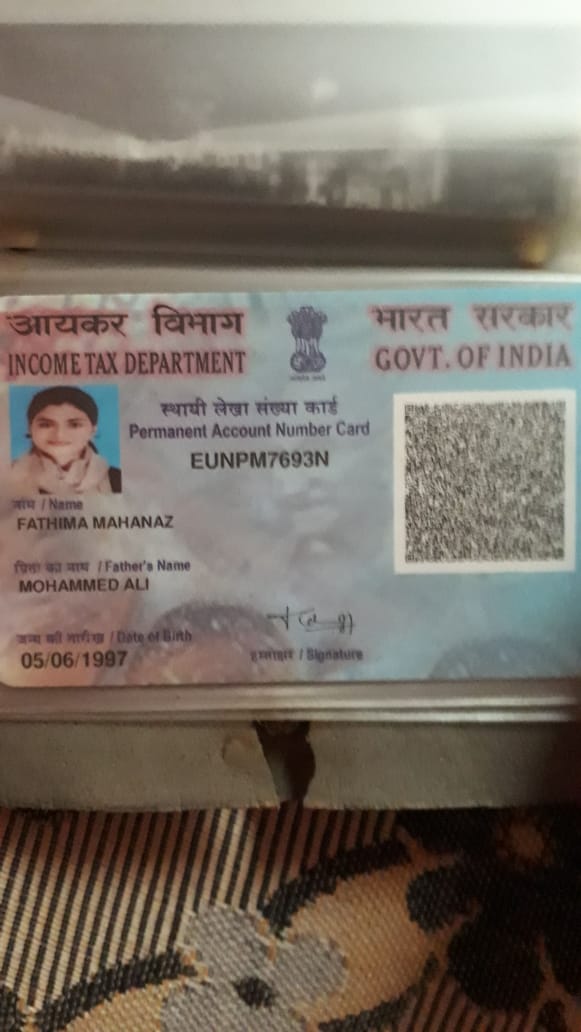 आयकर विभाग
INCOME TAX DEPARTMENT
भारत सरकार
GOVT. OF INDIA
स्थायी लेखा संख्या कार्ड
Permanent Account Number Card
EUNPM7693N
नाम / Name
FATHIMA MAHANAZ
पिता का नाम / Father's Name
MOHAMMED ALI
जन्म की तारीख / Date of Birth
05/06/1997
हस्ताक्षर / Signature